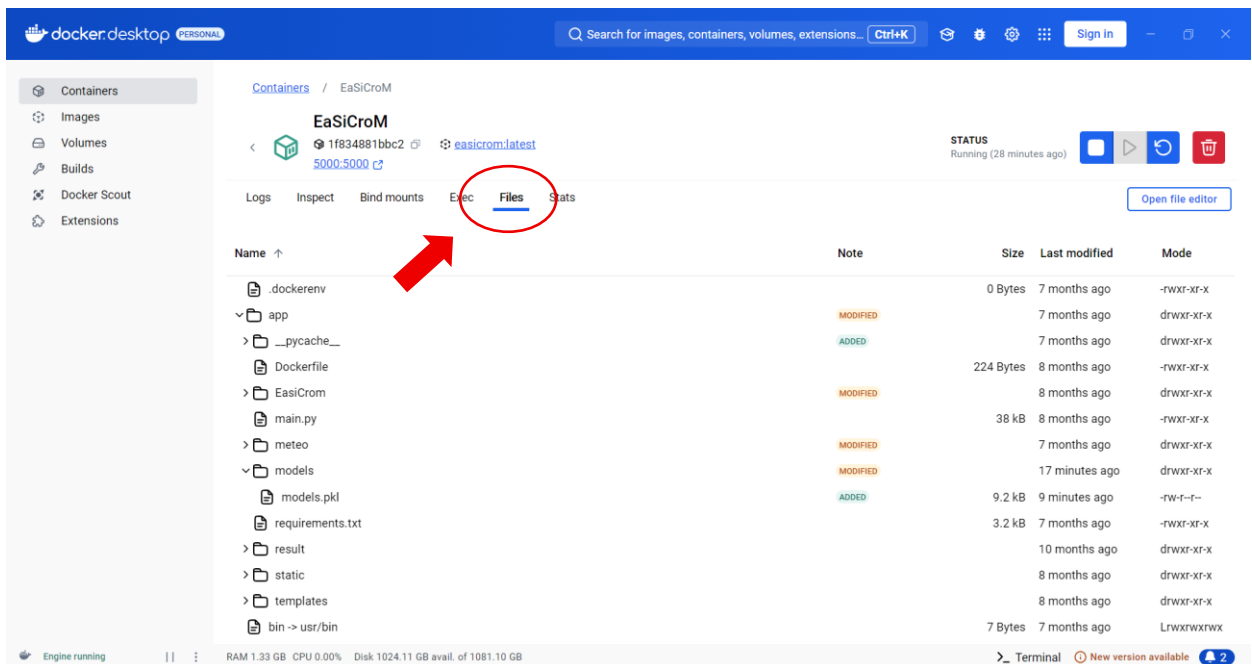 docker.desktop PERSONAL
Search for images, containers, volumes, extensions... Ctrl+K
Sign in
Containers
Images
Volumes
Builds
Docker Scout
Extensions
Containers / EaSiCroM
EaSiCroM
1f834881bbc2 easicrom:latest
5000:5000
STATUS
Running (28 minutes ago)
Logs Inspect Bind mounts Exec Files Stats
Open file editor
Name Note Size Last modified Mode
.dockerenv 0 Bytes 7 months ago -rwxr-xr-x
app MODIFIED 7 months ago drwxr-xr-x
__pycache__ ADDED 7 months ago drwxr-xr-x
Dockerfile 224 Bytes 8 months ago -rwxr-xr-x
EasiCrom MODIFIED 8 months ago drwxr-xr-x
main.py 38 kB 8 months ago -rwxr-xr-x
meteo MODIFIED 7 months ago drwxr-xr-x
models MODIFIED 17 minutes ago drwxr-xr-x
models.pkl ADDED 9.2 kB 9 minutes ago -rw-r--r--
requirements.txt 3.2 kB 7 months ago -rwxr-xr-x
result 10 months ago drwxr-xr-x
static 8 months ago drwxr-xr-x
templates 8 months ago drwxr-xr-x
bin -> usr/bin 7 Bytes 7 months ago Lrwxrwxrwx
Engine running RAM 1.33 GB CPU 0.00% Disk 1024.11 GB avail. of 1081.10 GB >_ Terminal New version available 2